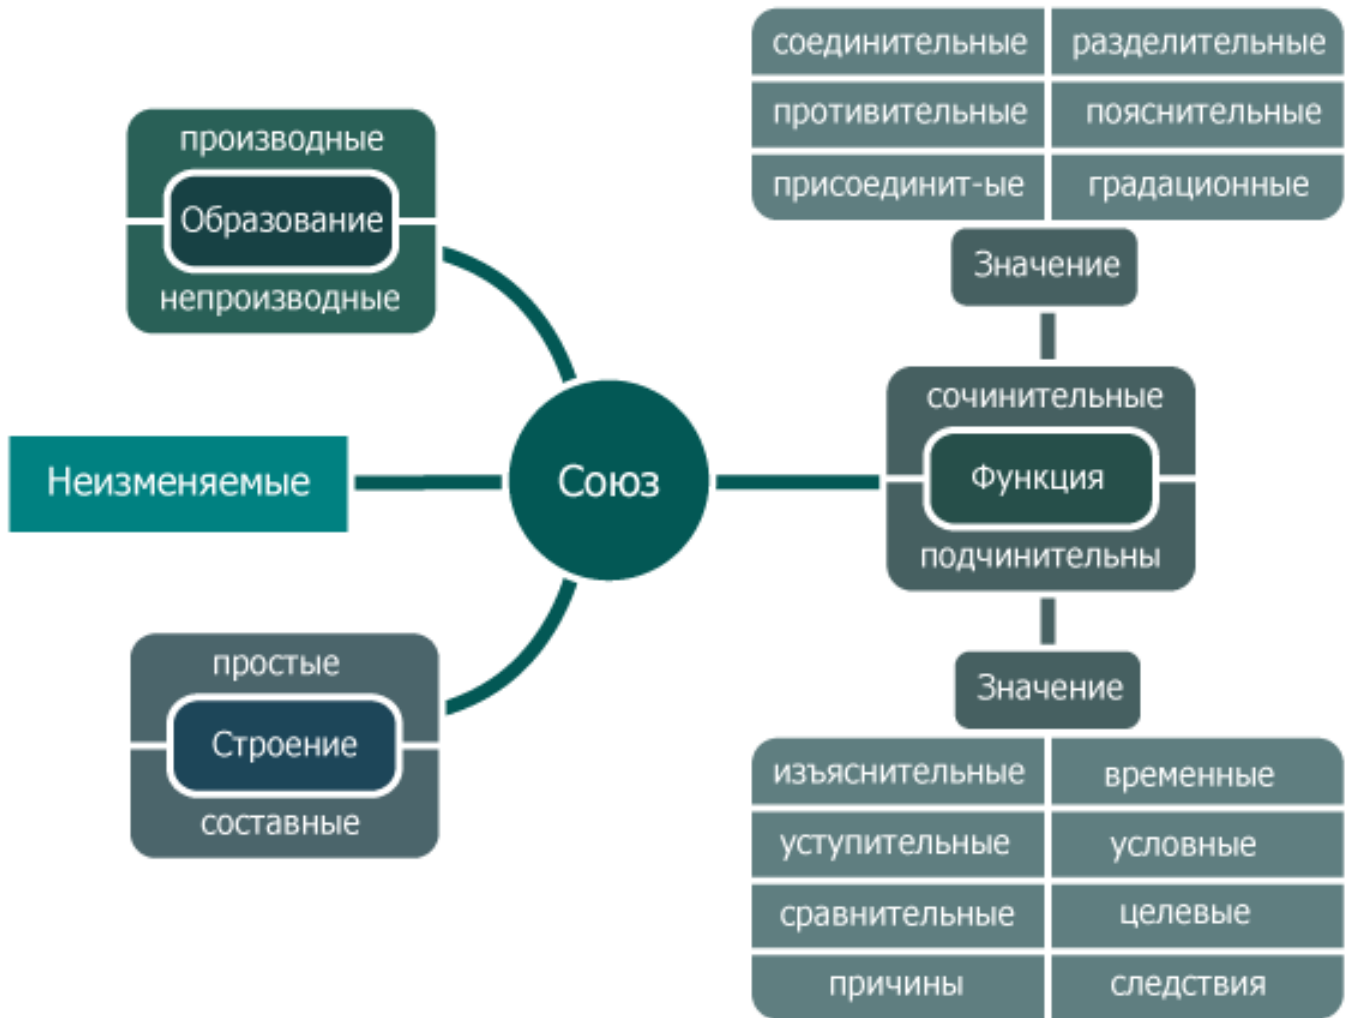 соединительные разделительные
противительные пояснительные
присоединит-ые градационные
Значение
производные
Образование
непроизводные
сочинительные
Функция
подчинительны
Неизменяемые
Союз
простые
Строение
составные
Значение
изъяснительные временные
уступительные условные
сравнительные целевые
причины следствия